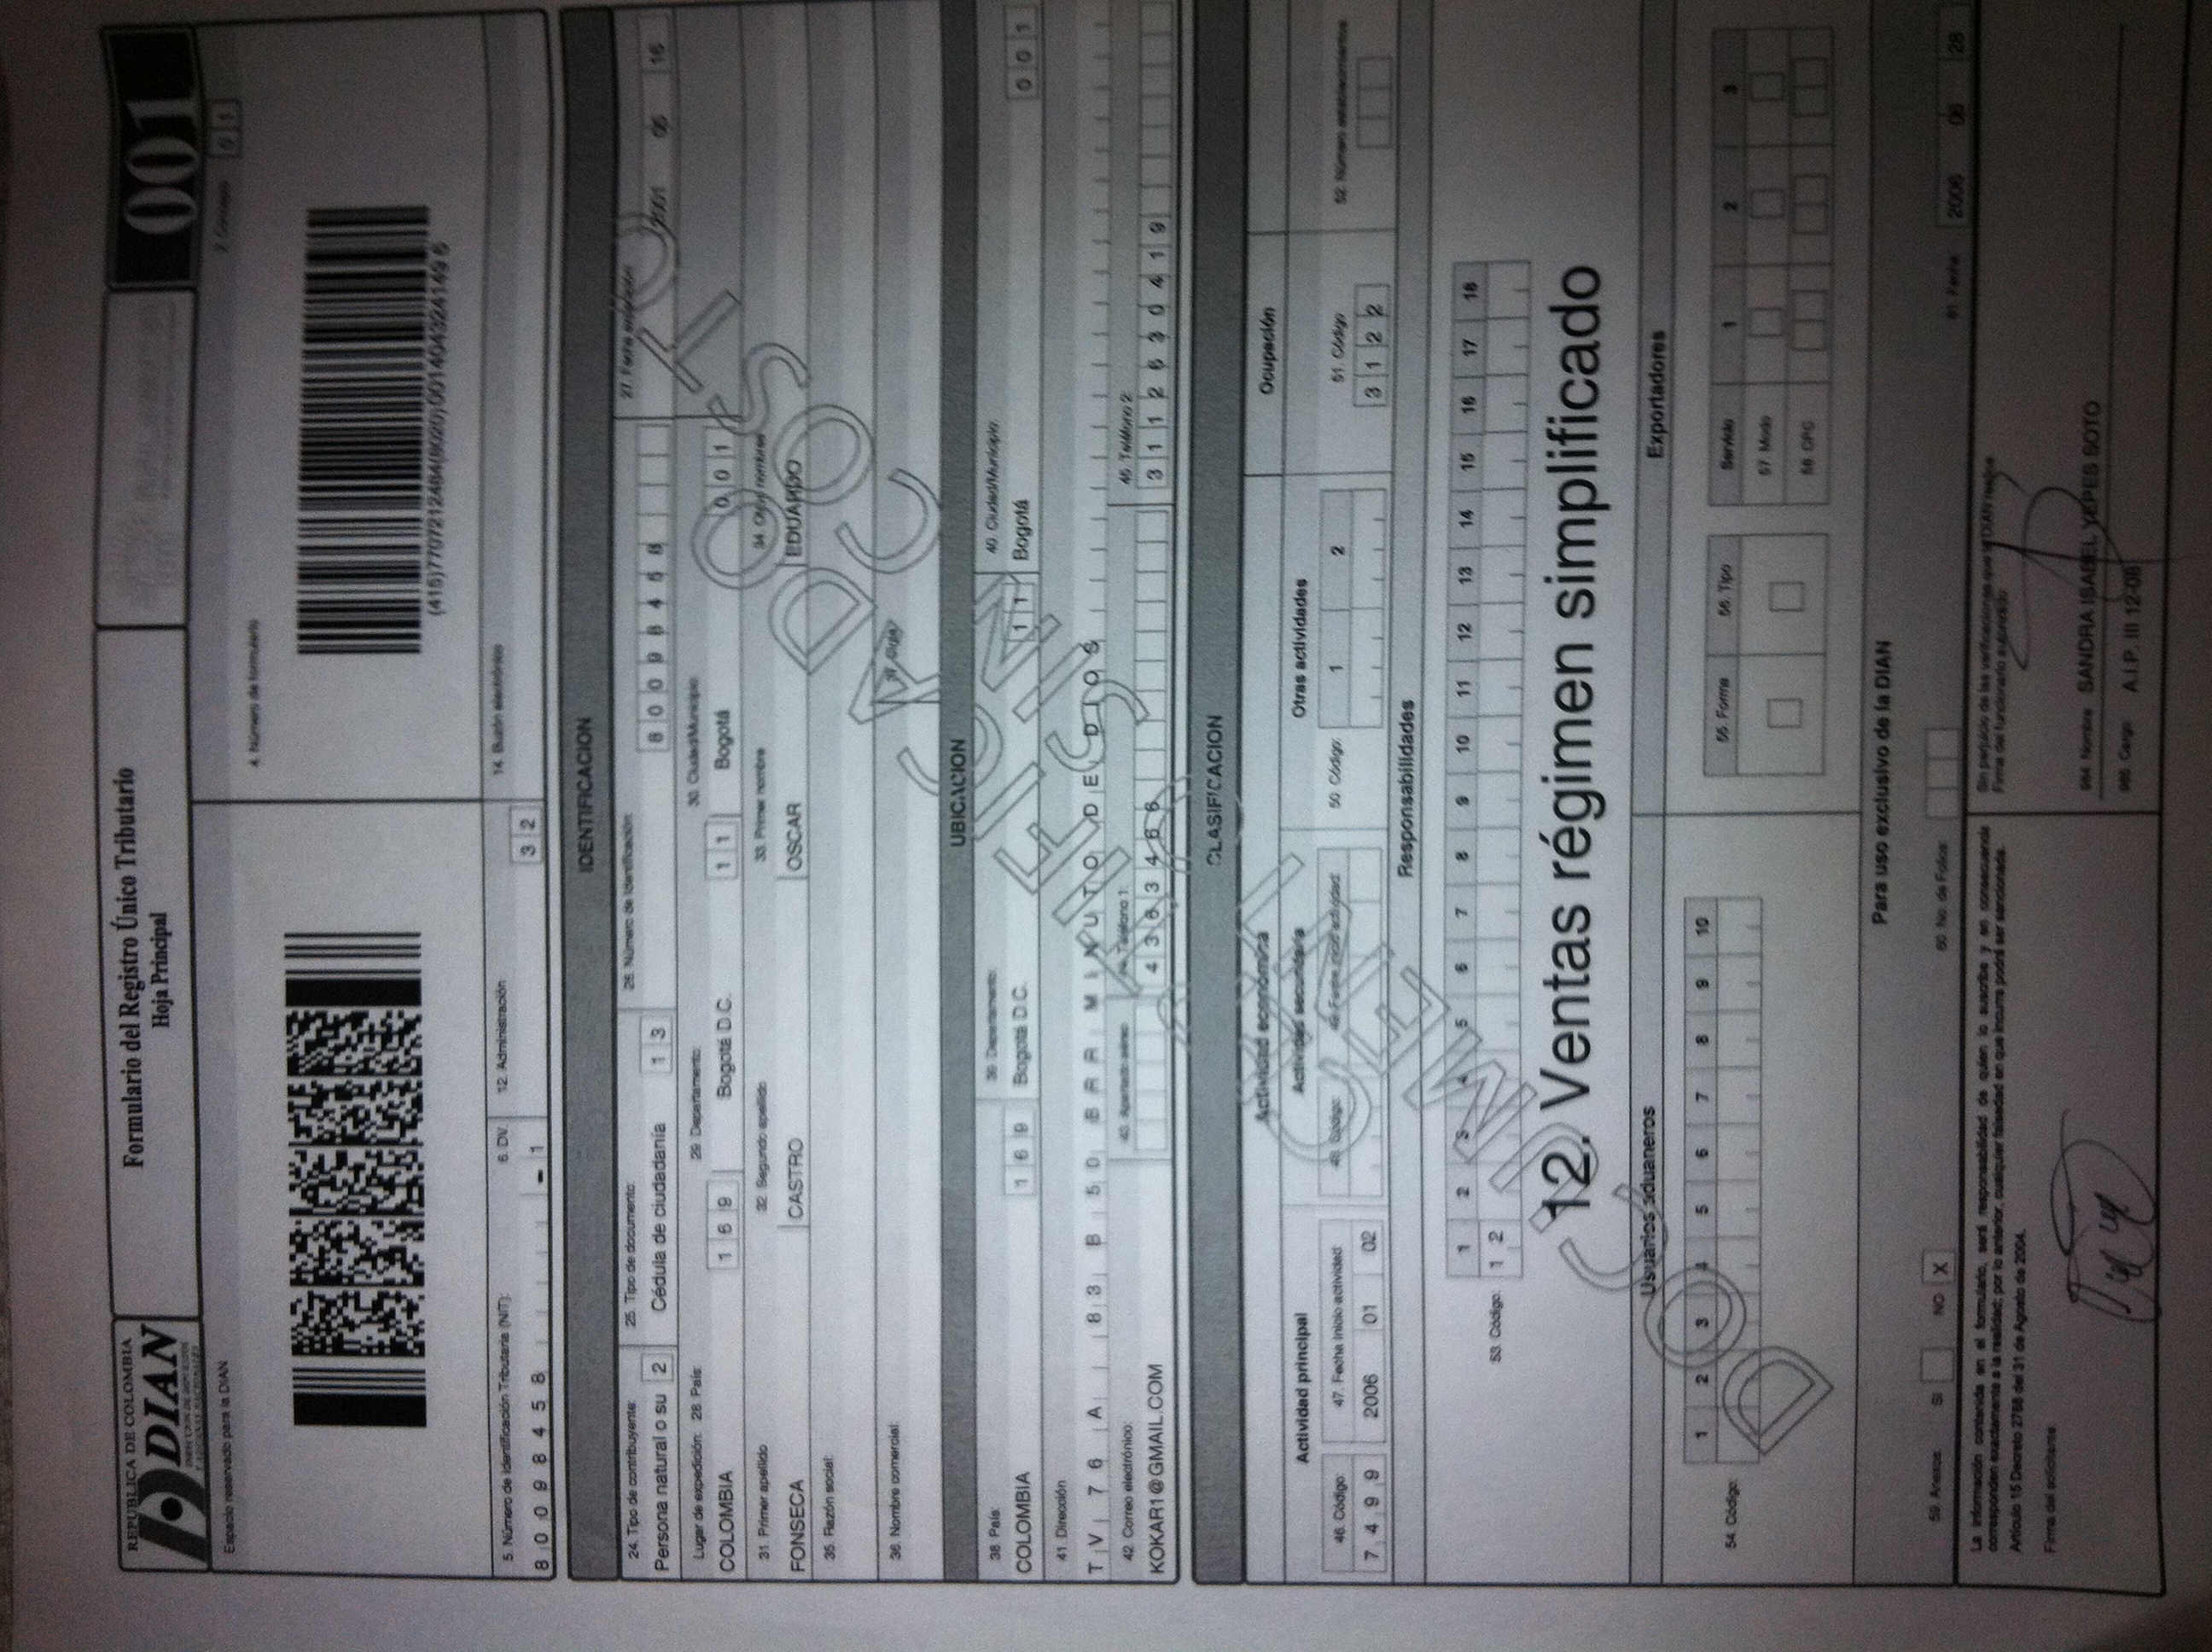 REPUBLICA DE COLOMBIA
DIAN
DIRECCION DE IMPUESTOS
Y ADUANAS NACIONALES
Formulario del Registro Único Tributario
Hoja Principal
001
Espacio reservado para la DIAN
2. Concepto 0 1
4. Número de formulario
(415)7707212484(8020)001404324149 6
5. Número de Identificación Tributaria (NIT): 6. DV 12. Administración 14. Buzón electrónico
8 0 0 9 8 4 5 8 - 1 3 2
IDENTIFICACION
24. Tipo de contribuyente: 25. Tipo de documento: 26. Número de Identificación: 27. Fecha expedición:
Persona natural o su 2 Cédula de ciudadanía 1 3 8 0 0 9 8 4 5 8 2001 16
Lugar de expedición: 28. País: 29. Departamento: 30. Ciudad/Municipio:
COLOMBIA 1 6 9 Bogotá D.C. 1 1 Bogotá 0 0 1
31. Primer apellido 32. Segundo apellido 33. Primer nombre 34. Otros nombres
FONSECA CASTRO OSCAR EDUARDO
35. Razón social:
36. Nombre comercial: 37. Sigla:
UBICACION
38. País: 39. Departamento: 40. Ciudad/Municipio:
COLOMBIA 1 6 9 Bogotá D.C. 1 1 Bogotá 0 0 1
41. Dirección
TV 76 A 83 B 50 BRR MINUTO DE DIOS
42. Correo electrónico: 43. Apartado aéreo 44. Teléfono 1: 45. Teléfono 2:
KOKAR1@GMAIL.COM 4 3 6 3 4 6 6 3 1 1 2 6 3 0 4 1 9
CLASIFICACION
Actividad económica Ocupación
Actividad principal Actividad secundaria Otras actividades
46. Código: 47. Fecha inicio actividad: 48. Código: 49. Fecha inicio actividad: 50. Código: 1 2 51. Código 52. Número establecimientos
7 4 9 9 2006 01 02 3 1 2 2
Responsabilidades
1 2 3 4 5 6 7 8 9 10 11 12 13 14 15 16 17 18
53. Código: 1 2
12. Ventas régimen simplificado
Usuarios aduaneros Exportadores
1 2 3 4 5 6 7 8 9 10
54. Código:
55. Forma 56. Tipo Servicio 1 2 3
57. Modo
58. CPC
Para uso exclusivo de la DIAN
59. Anexos: SI NO X 60. No. de Folios: 61. Fecha: 2006 06 28
La información contenida en el formulario, será responsabilidad de quien lo suscribe y en consecuencia
corresponden exactamente a la realidad; por lo anterior, cualquier falsedad en que incurra podrá ser sancionada.
Artículo 15 Decreto 2788 del 31 de Agosto de 2004.
Firma del solicitante:
Sin perjuicio de las verificaciones que la DIAN realice
Firma del funcionario autorizado:
984. Nombre SANDRA ISABEL YEPES SOTO
985. Cargo: A.I.P. III 12-08
CERTIFICADO
DOCUMENTO SIN COSTO